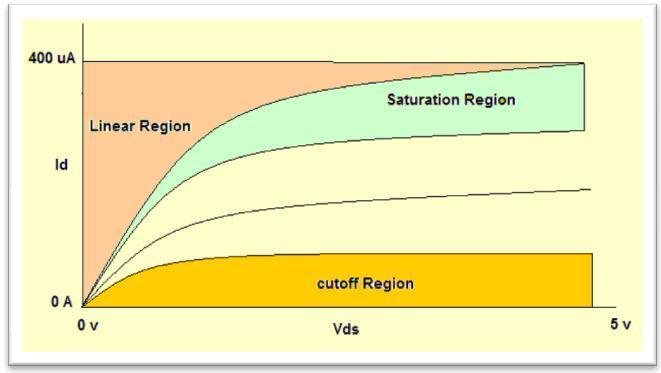 400 uA
Saturation Region
Linear Region
Id
cutoff Region
0 A
0 v
Vds
5 v